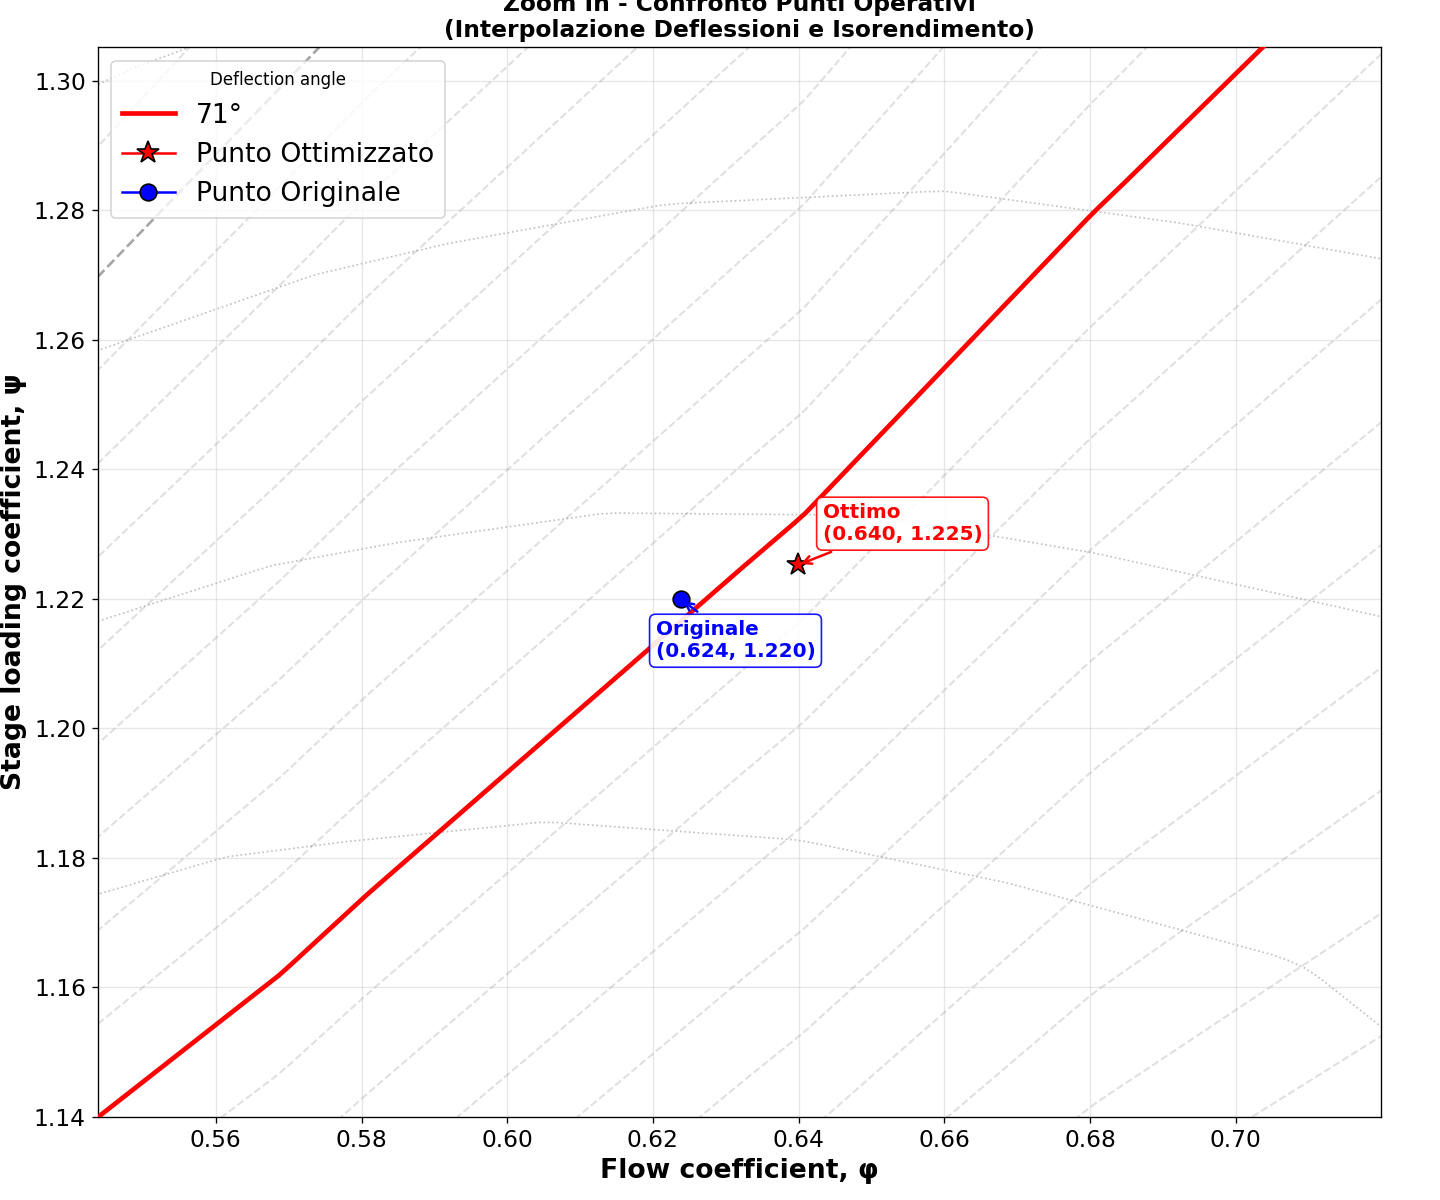 Zoom In - Confronto Punti Operativi
(Interpolazione Deflessioni e Isorendimento)
Deflection angle
71°
Punto Ottimizzato
Punto Originale
Stage loading coefficient, ψ
1.30
1.28
1.26
1.24
1.22
1.20
1.18
1.16
1.14
Ottimo
(0.640, 1.225)
Originale
(0.624, 1.220)
0.56
0.58
0.60
0.62
0.64
0.66
0.68
0.70
Flow coefficient, φ